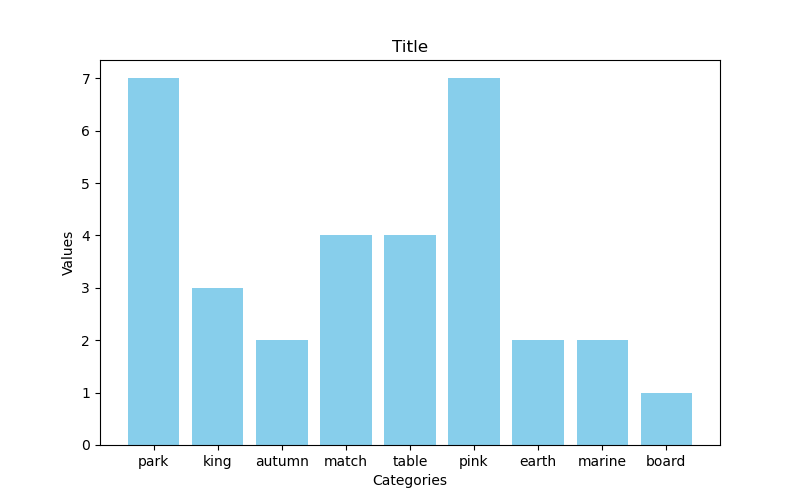 Title
Values
7
6
5
4
3
2
1
0
park king autumn match table pink earth marine board
Categories